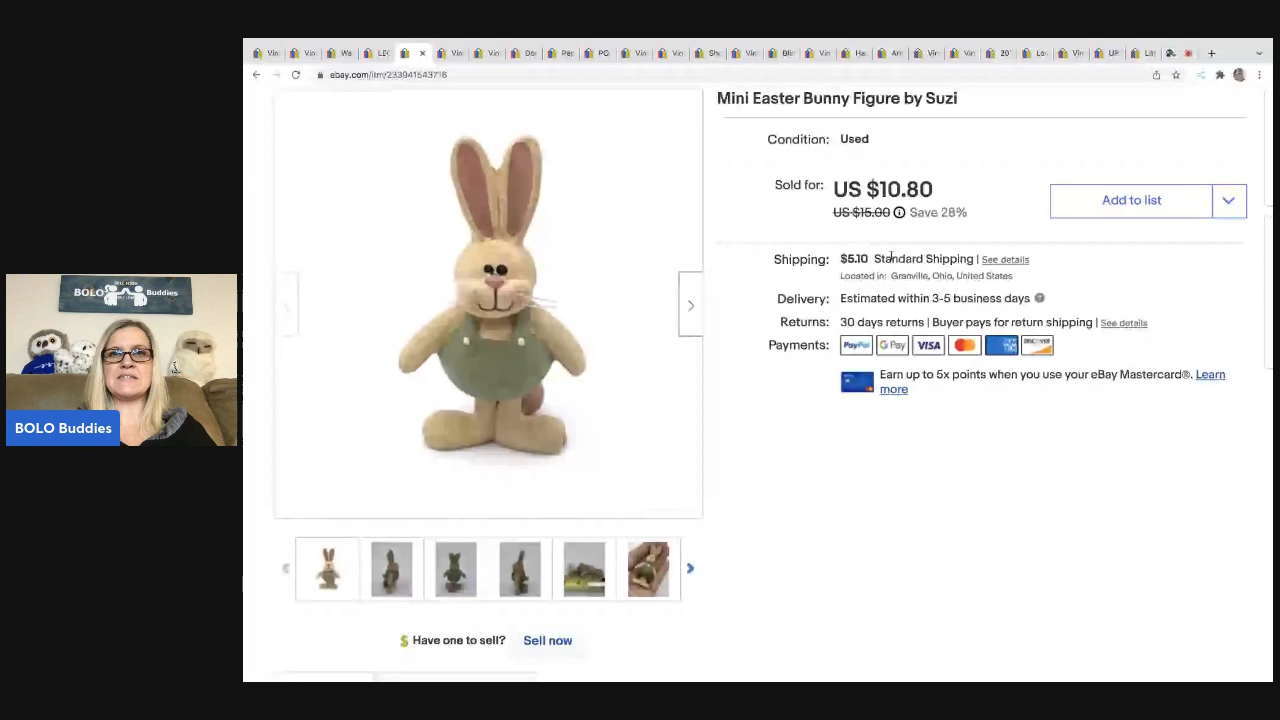 ebay.com/itm/233941543716
Mini Easter Bunny Figure by Suzi
Condition: Used
Sold for: US $10.80
US $15.00 Save 28%
Add to list
Shipping: $5.10 Standard Shipping | See details
Located in: Granville, Ohio, United States
Delivery: Estimated within 3-5 business days
Returns: 30 days returns | Buyer pays for return shipping | See details
Payments: PayPal G Pay VISA DISCOVER
Earn up to 5x points when you use your eBay Mastercard®. Learn
more
BOLO Buddies
BOLO Buddies
$ Have one to sell? Sell now